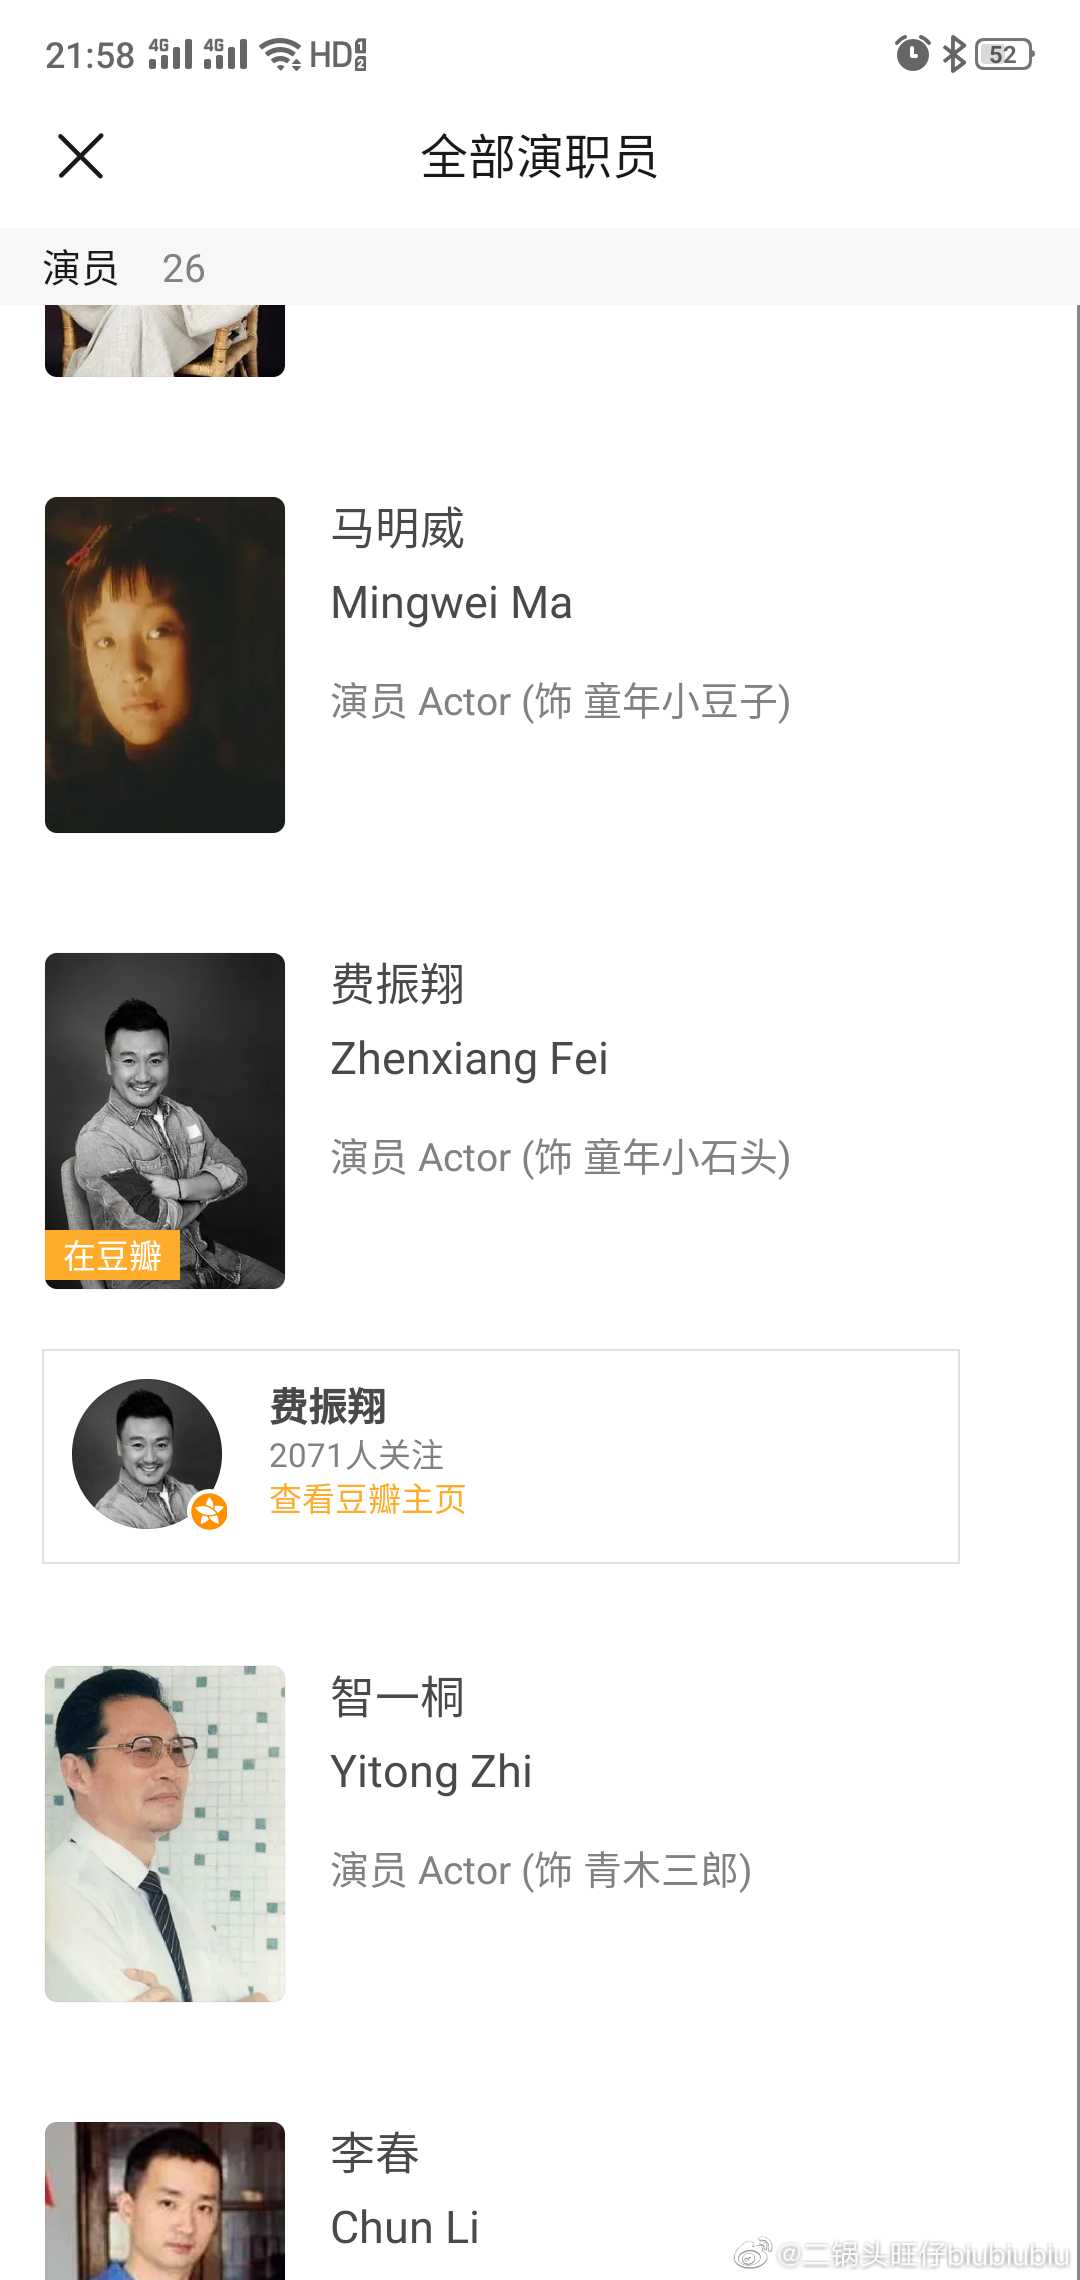 21:58 4G 4G HD 1 2 52
全部演职员
演员 26
马明威
Mingwei Ma
演员 Actor (饰 童年小豆子)
费振翔
Zhenxiang Fei
演员 Actor (饰 童年小石头)
在豆瓣
费振翔
2071人关注
查看豆瓣主页
智一桐
Yitong Zhi
演员 Actor (饰 青木三郎)
李春
Chun Li
@二锅头旺仔biubiubiu